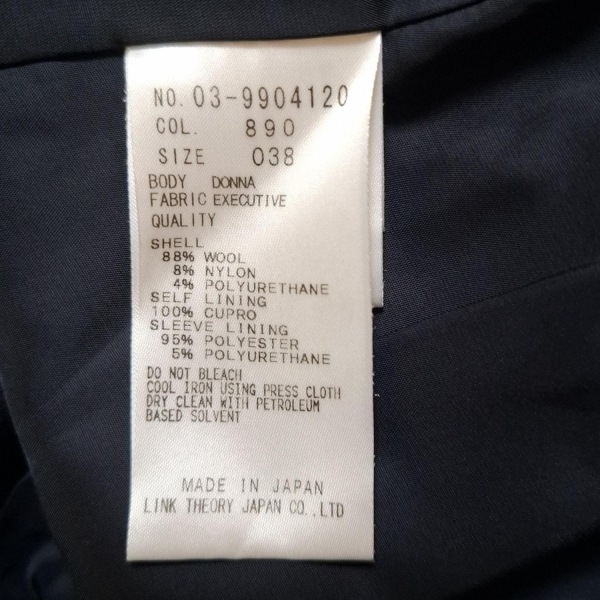 NO. 03-9904120
COL. 890
SIZE 038
BODY DONNA
FABRIC EXECUTIVE
QUALITY
SHELL
88% WOOL
8% NYLON
4% POLYURETHANE
SELF LINING
100% CUPRO
SLEEVE LINING
95% POLYESTER
5% POLYURETHANE
DO NOT BLEACH
COOL IRON USING PRESS CLOTH
DRY CLEAN WITH PETROLEUM
BASED SOLVENT
MADE IN JAPAN
LINK THEORY JAPAN CO.,LTD